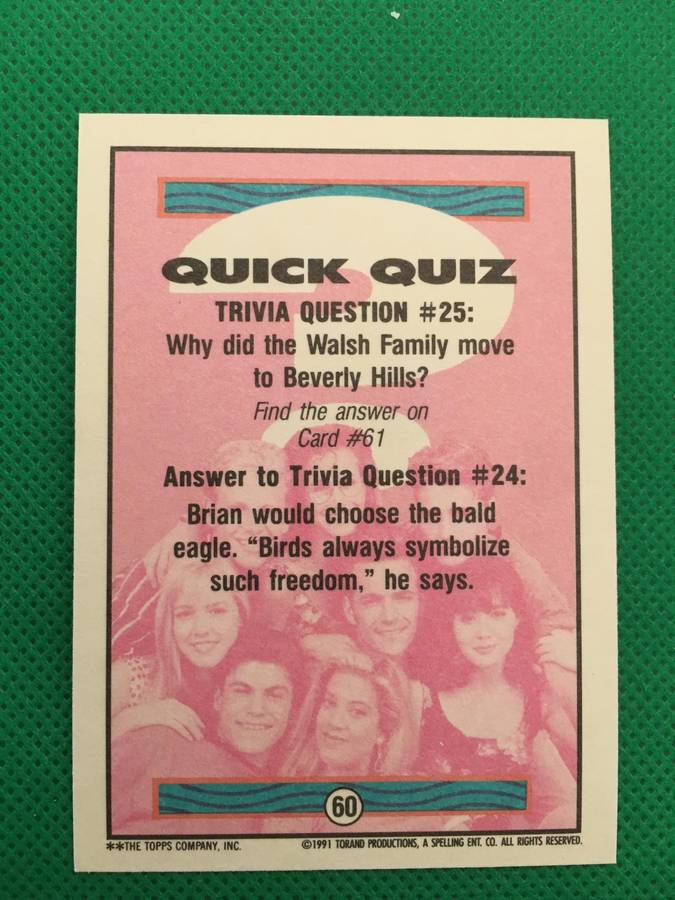 QUICK QUIZ
TRIVIA QUESTION #25:
Why did the Walsh Family move
to Beverly Hills?
Find the answer on
Card #61
Answer to Trivia Question #24:
Brian would choose the bald
eagle. “Birds always symbolize
such freedom,” he says.
60
**THE TOPPS COMPANY, INC. ©1991 TORAND PRODUCTIONS, A SPELLING ENT. CO. ALL RIGHTS RESERVED.